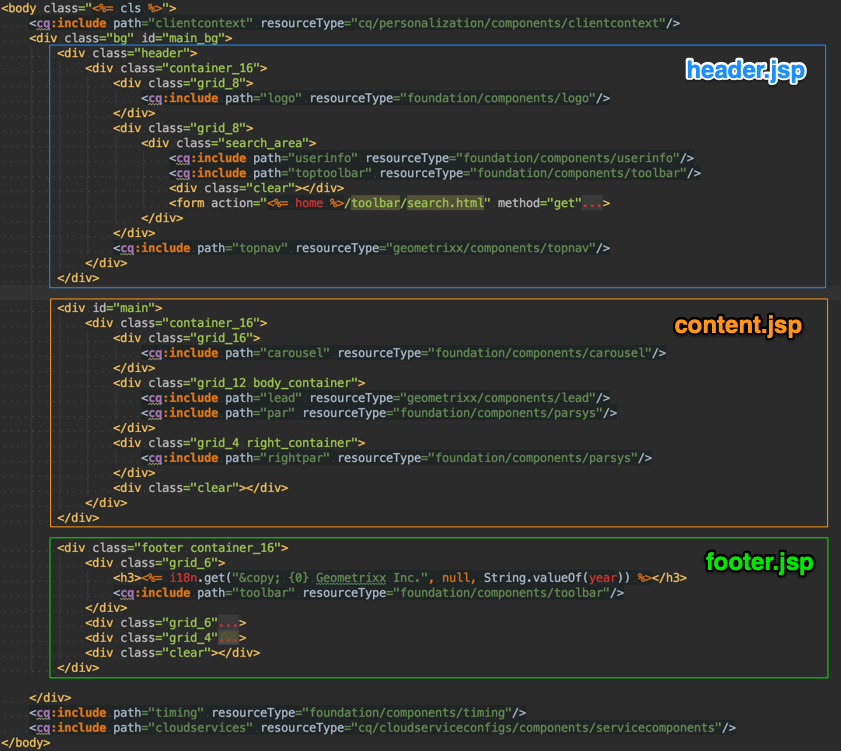 <body class="<%= cls %>">
<cq:include path="clientcontext" resourceType="cq/personalization/components/clientcontext"/>
<div class="bg" id="main_bg">
<div class="header">
<div class="container_16">
header.jsp
<div class="grid_8">
<cq:include path="logo" resourceType="foundation/components/logo"/>
</div>
<div class="grid_8">
<div class="search_area">
<cq:include path="userinfo" resourceType="foundation/components/userinfo"/>
<cq:include path="toptoolbar" resourceType="foundation/components/toolbar"/>
<div class="clear"></div>
<form action="<%= home %>/toolbar/search.html" method="get"...>
</div>
</div>
<cq:include path="topnav" resourceType="geometrixx/components/topnav"/>
</div>
</div>
<div id="main">
<div class="container_16">
content.jsp
<div class="grid_16">
<cq:include path="carousel" resourceType="foundation/components/carousel"/>
</div>
<div class="grid_12 body_container">
<cq:include path="lead" resourceType="geometrixx/components/lead"/>
<cq:include path="par" resourceType="foundation/components/parsys"/>
</div>
<div class="grid_4 right_container">
<cq:include path="rightpar" resourceType="foundation/components/parsys"/>
</div>
<div class="clear"></div>
</div>
</div>
<div class="footer container_16">
<div class="grid_6">
footer.jsp
<h3><%= i18n.get("&copy; {0} Geometrixx Inc.", null, String.valueOf(year)) %></h3>
<cq:include path="toolbar" resourceType="foundation/components/toolbar"/>
</div>
<div class="grid_6"...>
<div class="grid_4"...>
<div class="clear"></div>
</div>
</div>
<cq:include path="timing" resourceType="foundation/components/timing"/>
<cq:include path="cloudservices" resourceType="cq/cloudserviceconfigs/components/servicecomponents"/>
</body>